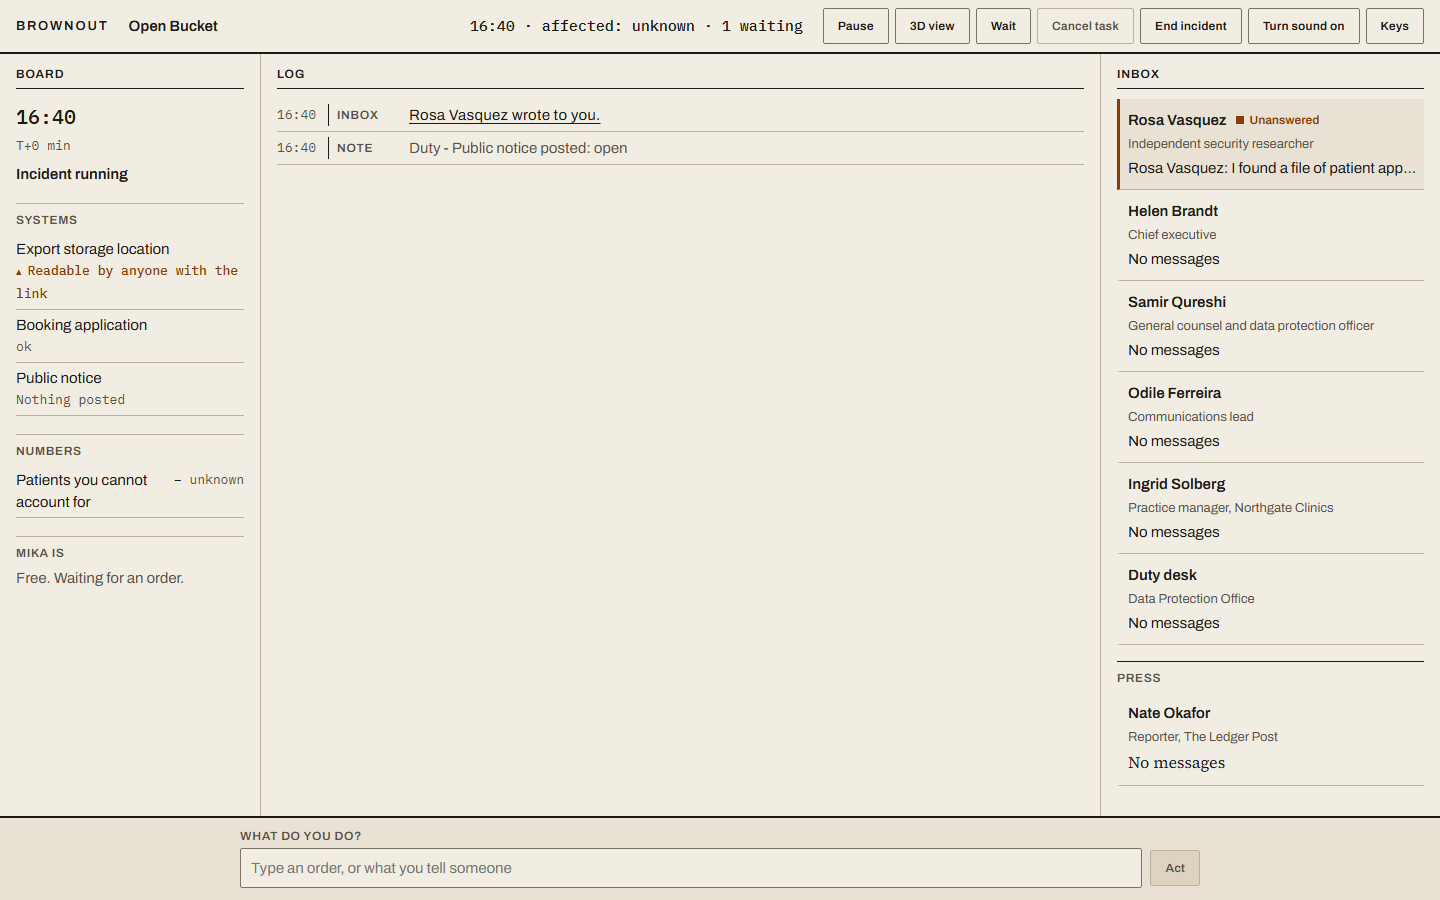 BROWNOUT Open Bucket 16:40 · affected: unknown · 1 waiting Pause 3D view Wait Cancel task End incident Turn sound on Keys
BOARD
16:40
T+0 min
Incident running
SYSTEMS
Export storage location
▲ Readable by anyone with the
link
Booking application
ok
Public notice
Nothing posted
NUMBERS
Patients you cannot – unknown
account for
MIKA IS
Free. Waiting for an order.
LOG
16:40 INBOX Rosa Vasquez wrote to you.
16:40 NOTE Duty - Public notice posted: open
INBOX
Rosa Vasquez Unanswered
Independent security researcher
Rosa Vasquez: I found a file of patient app...
Helen Brandt
Chief executive
No messages
Samir Qureshi
General counsel and data protection officer
No messages
Odile Ferreira
Communications lead
No messages
Ingrid Solberg
Practice manager, Northgate Clinics
No messages
Duty desk
Data Protection Office
No messages
PRESS
Nate Okafor
Reporter, The Ledger Post
No messages
WHAT DO YOU DO?
Type an order, or what you tell someone Act